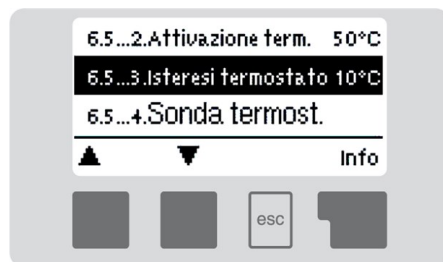 6.5...2.Attivazione term. 50°C
6.5...3.Isteresi termostato 10°C
6.5...4.Sonda termost.
▲ ▼ Info
esc